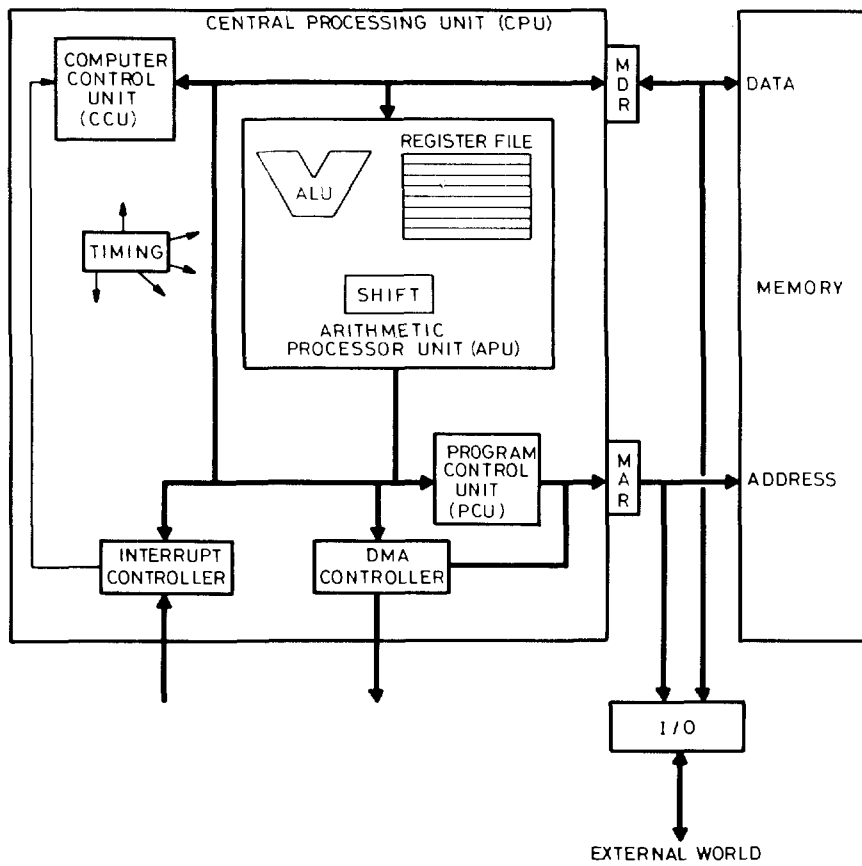 CENTRAL PROCESSING UNIT (CPU)
COMPUTER
CONTROL
UNIT
(CCU)
M
D
R
DATA
REGISTER FILE
ALU
TIMING
SHIFT
ARITHMETIC
PROCESSOR UNIT (APU)
MEMORY
PROGRAM
CONTROL
UNIT
(PCU)
M
A
R
ADDRESS
INTERRUPT
CONTROLLER
DMA
CONTROLLER
I/O
EXTERNAL WORLD